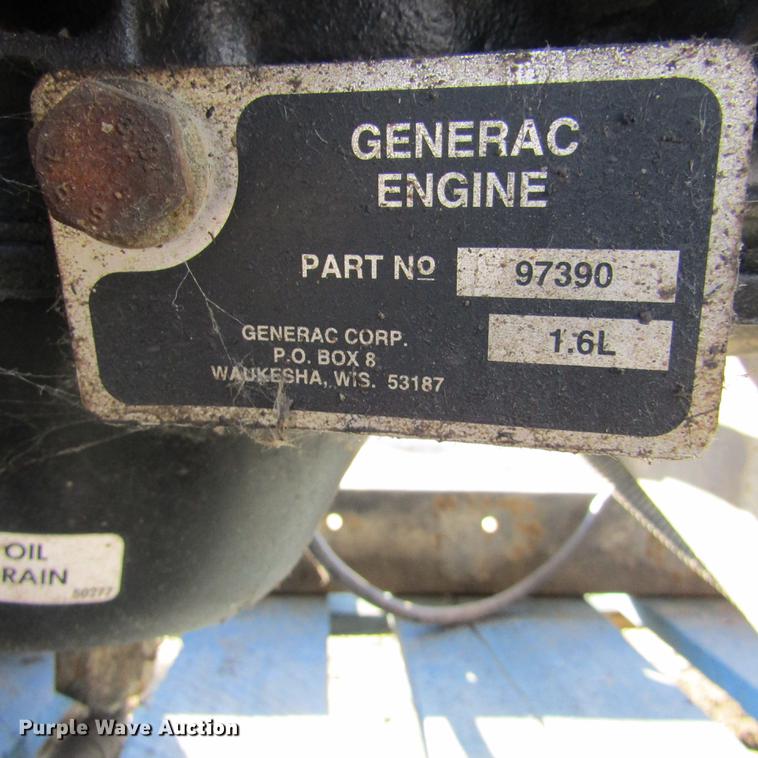 GENERAC
ENGINE
PART Nº 97390
1.6L
GENERAC CORP.
P.O. BOX 8
WAUKESHA, WIS. 53187
OIL
RAIN
50277
Purple Wave Auction